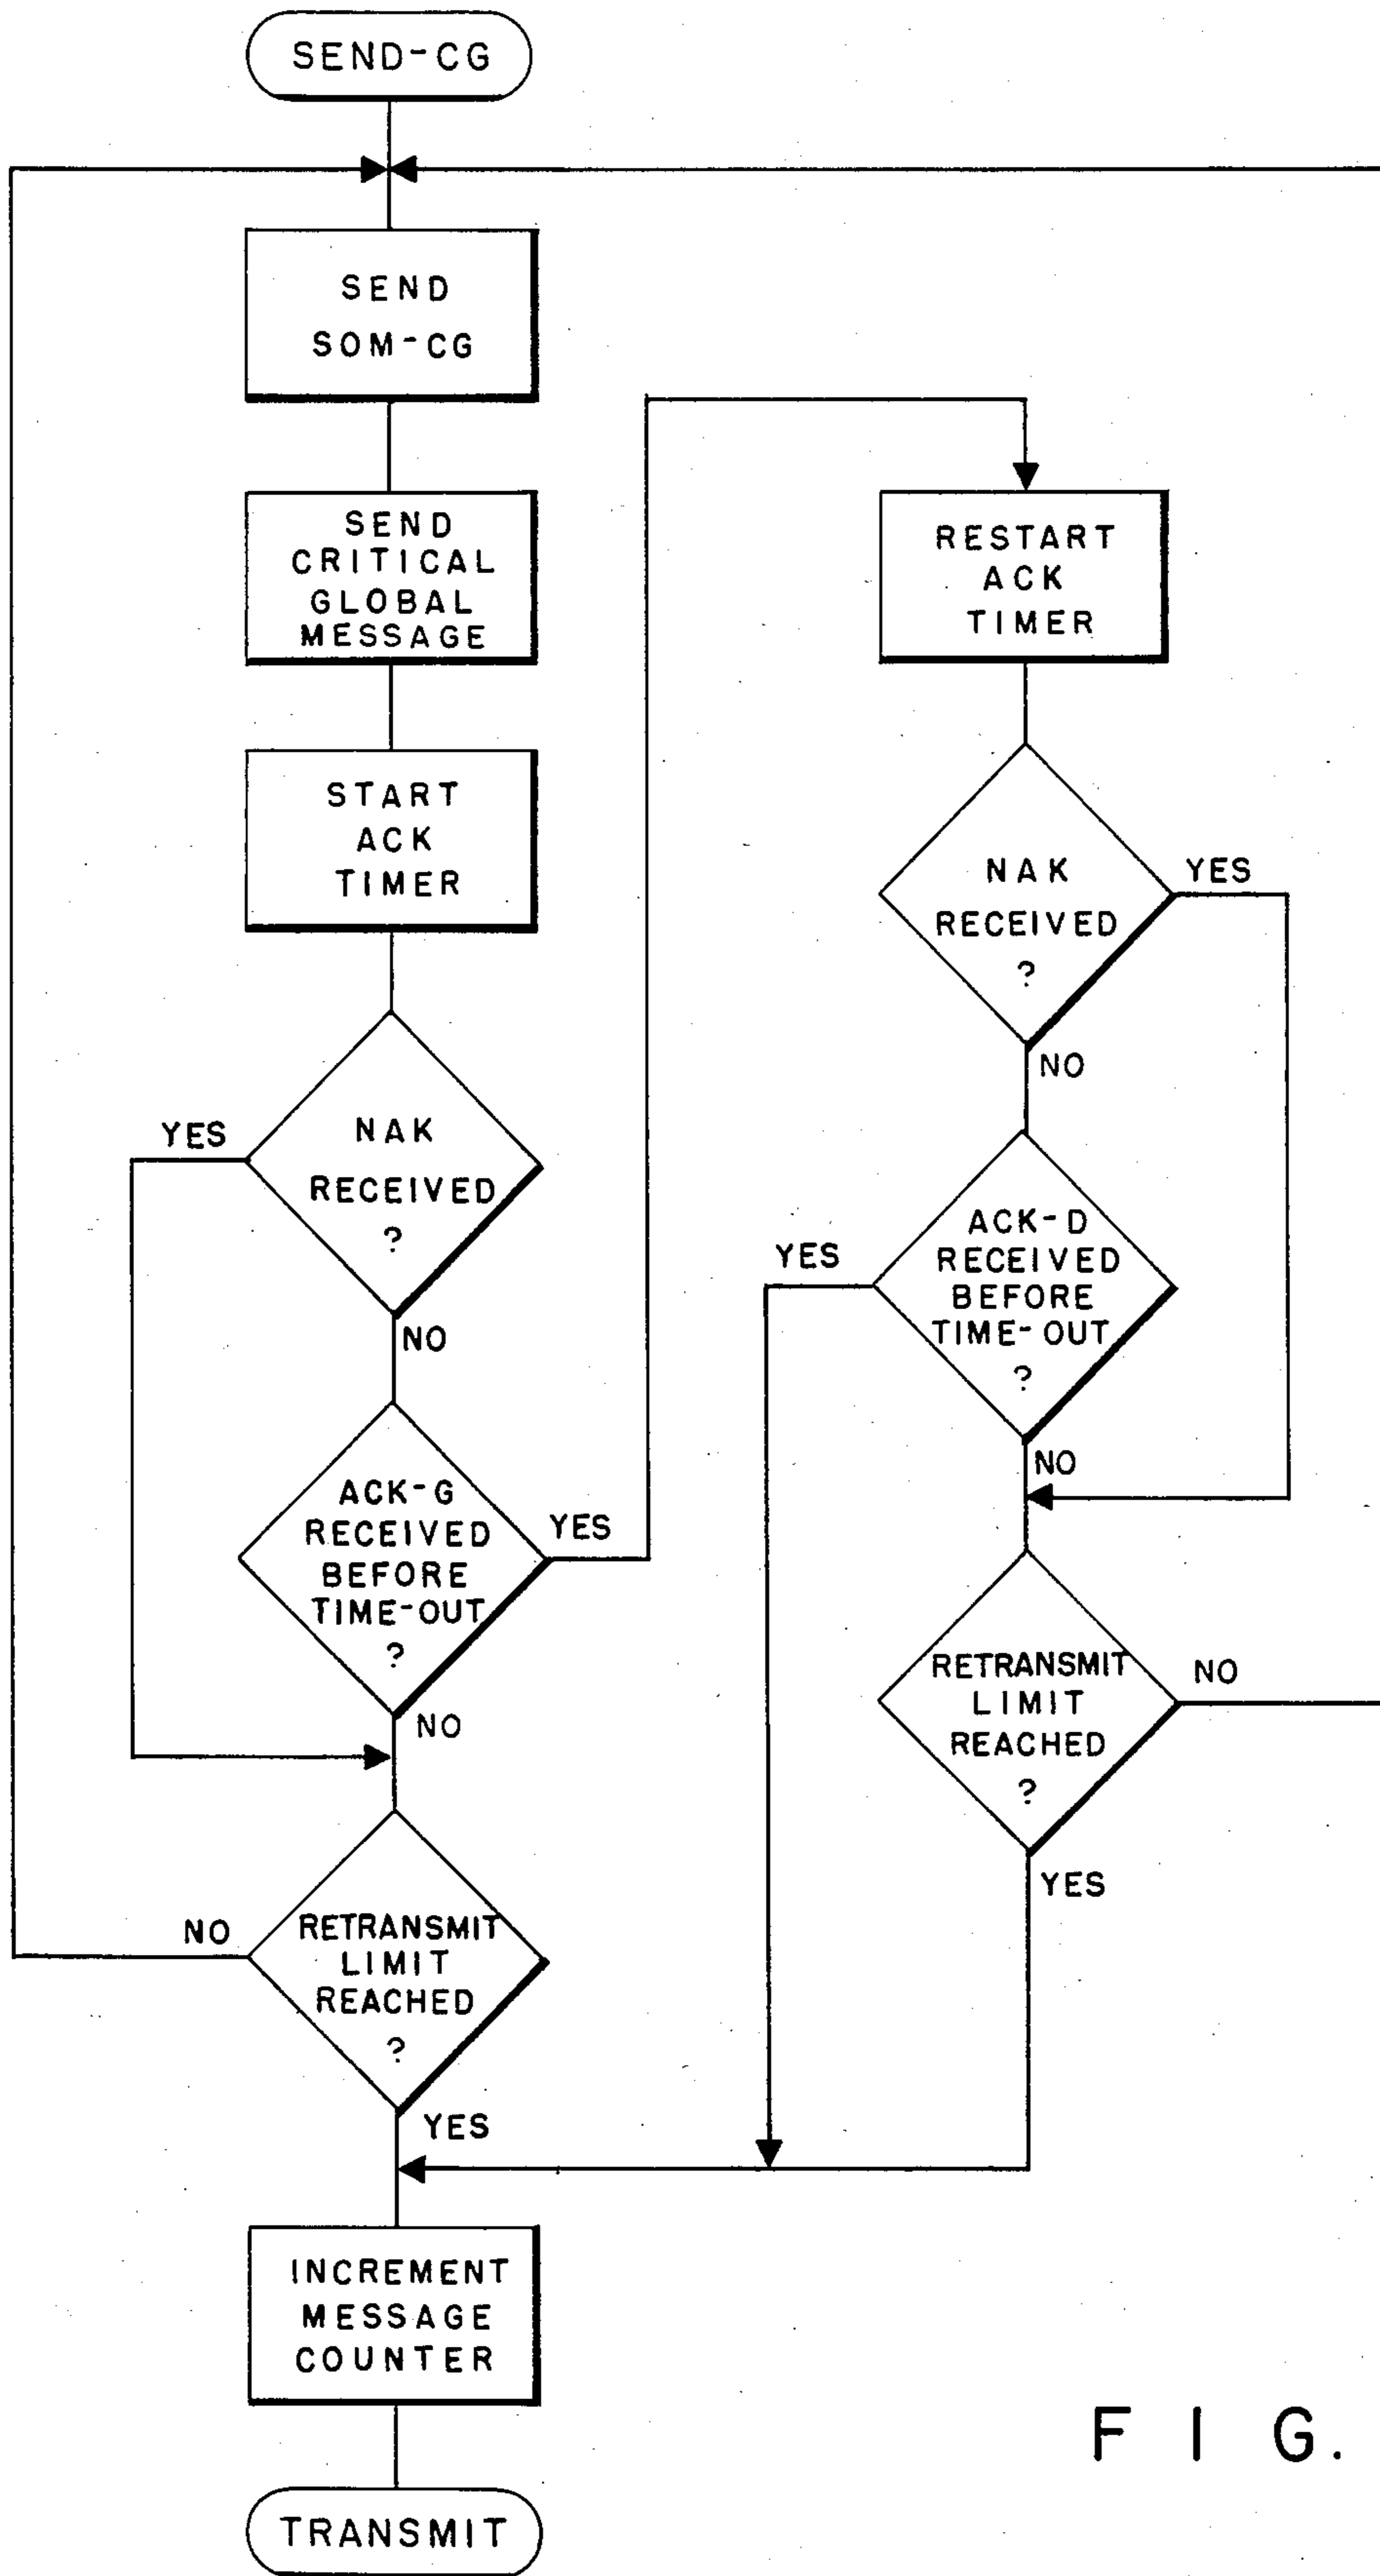 SEND-CG
SEND
SOM-CG
SEND
CRITICAL
GLOBAL
MESSAGE
START
ACK
TIMER
YES
NAK
RECEIVED
?
NO
ACK-G
RECEIVED
BEFORE
TIME-OUT
?
YES
NO
NO
RETRANSMIT
LIMIT
REACHED
?
YES
INCREMENT
MESSAGE
COUNTER
TRANSMIT
RESTART
ACK
TIMER
NAK
RECEIVED
?
YES
NO
YES
ACK-D
RECEIVED
BEFORE
TIME-OUT
?
NO
RETRANSMIT
LIMIT
REACHED
?
NO
YES
FIG.